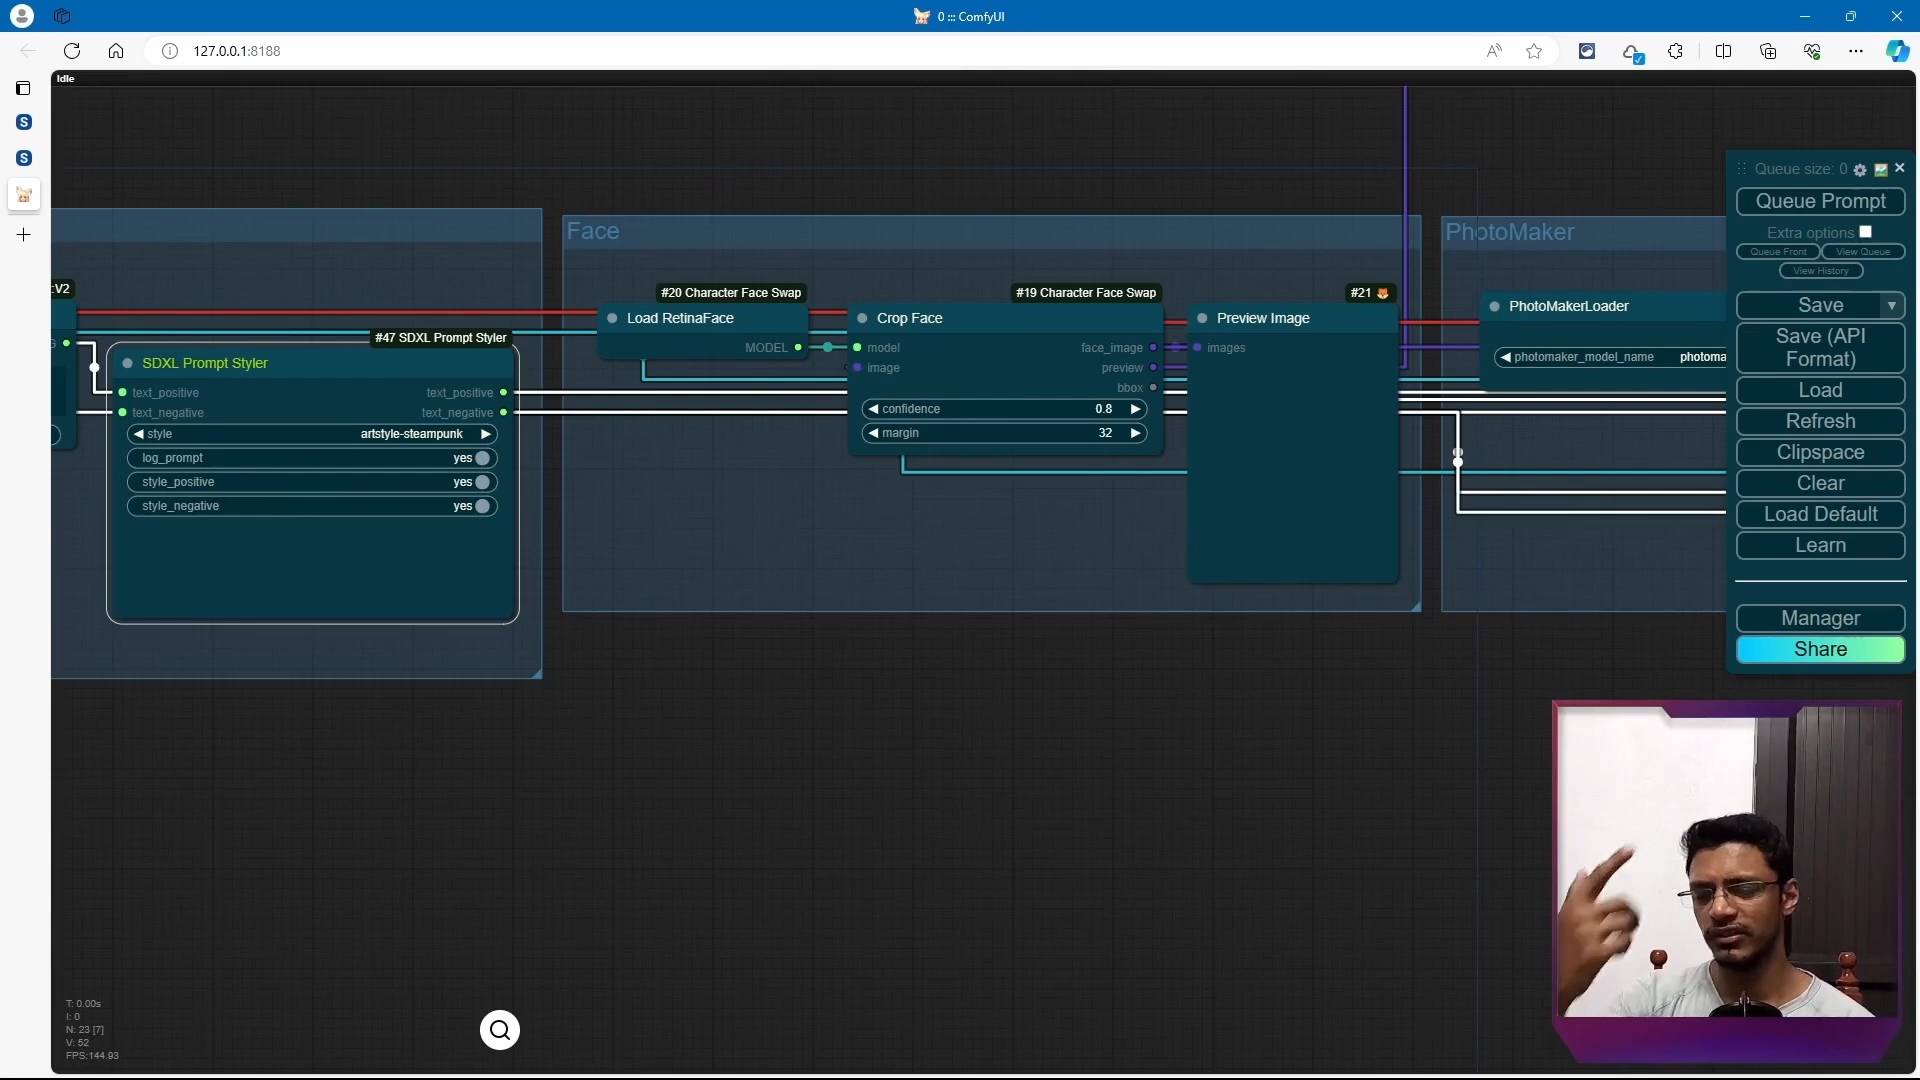 0 ::: ComfyUI
127.0.0.1:8188
Idle
Face
PhotoMaker
:V2
#20 Character Face Swap
#19 Character Face Swap
#21
#47 SDXL Prompt Styler
SDXL Prompt Styler
text_positive
text_positive
text_negative
text_negative
style
artstyle-steampunk
log_prompt
yes
style_positive
yes
style_negative
yes
Load RetinaFace
MODEL
Crop Face
model
face_image
image
preview
bbox
confidence
0.8
margin
32
Preview Image
images
PhotoMakerLoader
photomaker_model_name
photoma
Queue size: 0
Queue Prompt
Extra options
Queue Front
View Queue
View History
Save
Save (API
Format)
Load
Refresh
Clipspace
Clear
Load Default
Learn
Manager
Share
T: 0.00s
I: 0
N: 23 [7]
V: 52
FPS:144.93